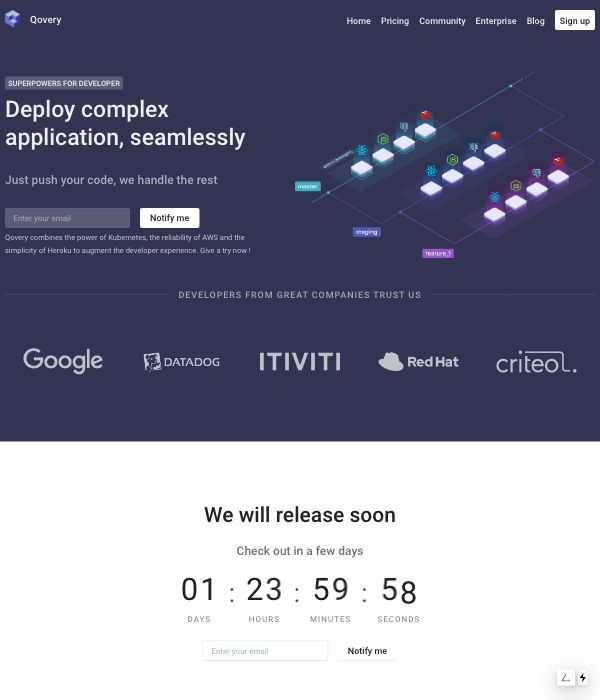 Qovery
Home Pricing Community Enterprise Blog Sign up
SUPERPOWERS FOR DEVELOPER
Deploy complex
application, seamlessly
Just push your code, we handle the rest
Enter your email Notify me
Qovery combines the power of Kubernetes, the reliability of AWS and the
simplicity of Heroku to augment the developer experience. Give a try now !
master
staging
feature_1
DEVELOPERS FROM GREAT COMPANIES TRUST US
Google DATADOG ITIVITI Red Hat criteol.
We will release soon
Check out in a few days
01 : 23 : 59 : 58
DAYS HOURS MINUTES SECONDS
Enter your email Notify me